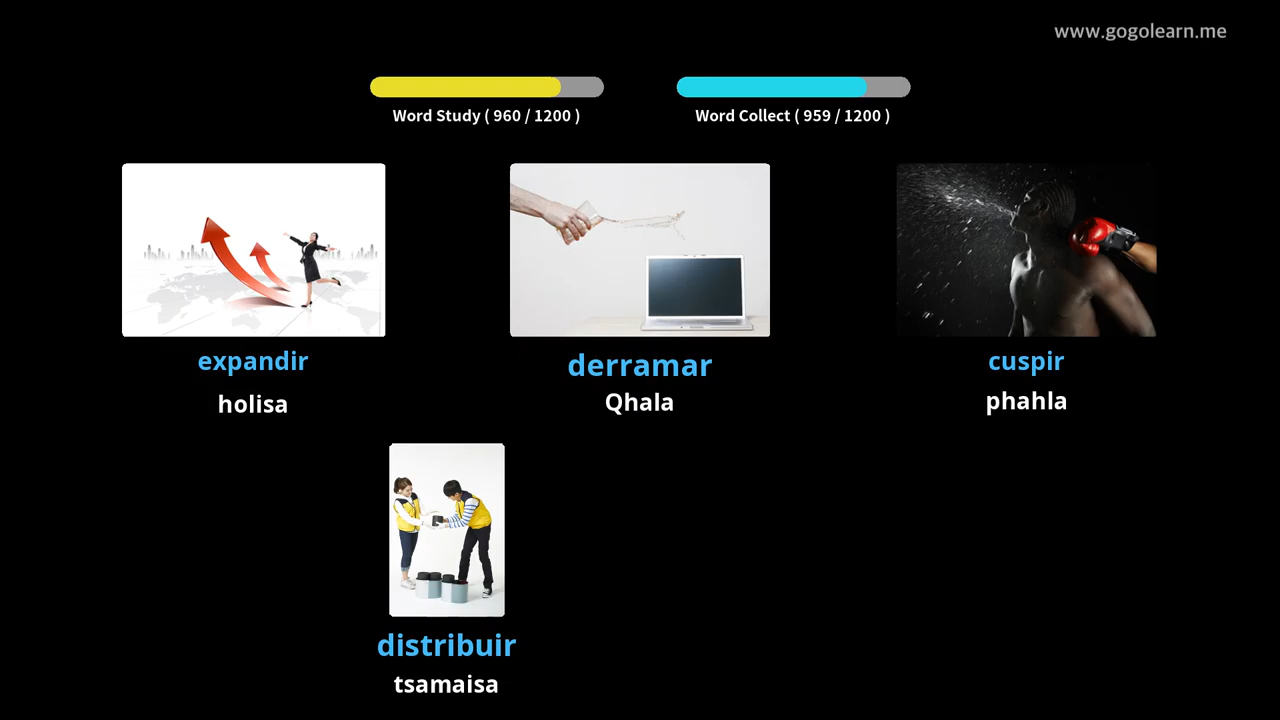 www.gogolearn.me
Word Study ( 960 / 1200 )
Word Collect ( 959 / 1200 )
expandir
holisa
derramar
Qhala
cuspir
phahla
distribuir
tsamaisa